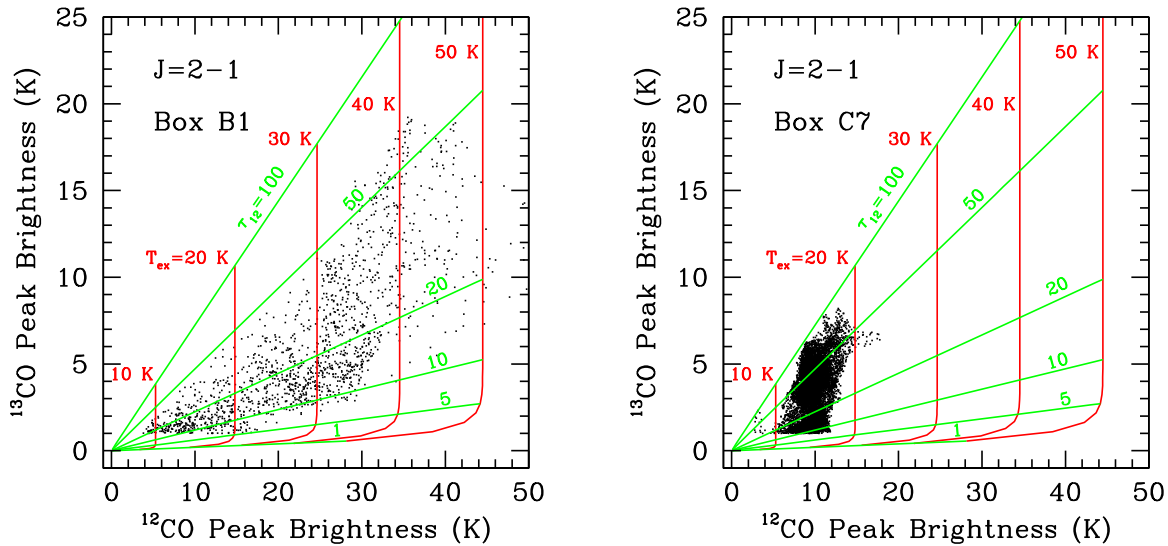 25
20
15
10
5
0
¹³CO Peak Brightness (K)
J=2−1
Box B1
50 K
40 K
30 K
T_ex=20 K
10 K
τ₁₂=100
50
20
10
5
1
0 10 20 30 40 50
¹²CO Peak Brightness (K)
25
20
15
10
5
0
¹³CO Peak Brightness (K)
J=2−1
Box C7
50 K
40 K
30 K
T_ex=20 K
10 K
τ₁₂=100
50
20
10
5
1
0 10 20 30 40 50
¹²CO Peak Brightness (K)